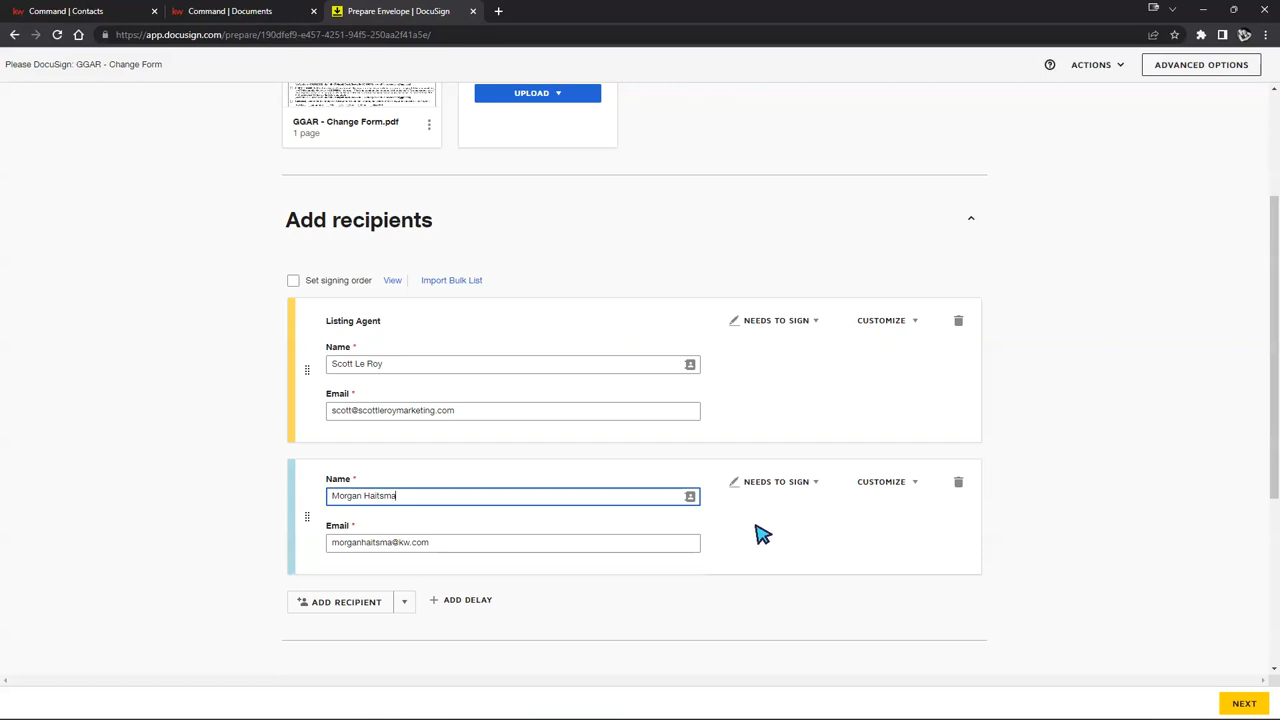 Command | Contacts
Command | Documents
Prepare Envelope | DocuSign
https://app.docusign.com/prepare/190dfef9-e457-4251-94f5-250aa2f41a5e/
Please DocuSign: GGAR - Change Form
ACTIONS
ADVANCED OPTIONS
GGAR - Change Form.pdf
1 page
UPLOAD
Add recipients
Set signing order
View
Import Bulk List
Listing Agent
NEEDS TO SIGN
CUSTOMIZE
Name *
Scott Le Roy
Email *
scott@scottleroymarketing.com
Name *
NEEDS TO SIGN
CUSTOMIZE
Morgan Haitsma
Email *
morganhaitsma@kw.com
ADD RECIPIENT
ADD DELAY
NEXT